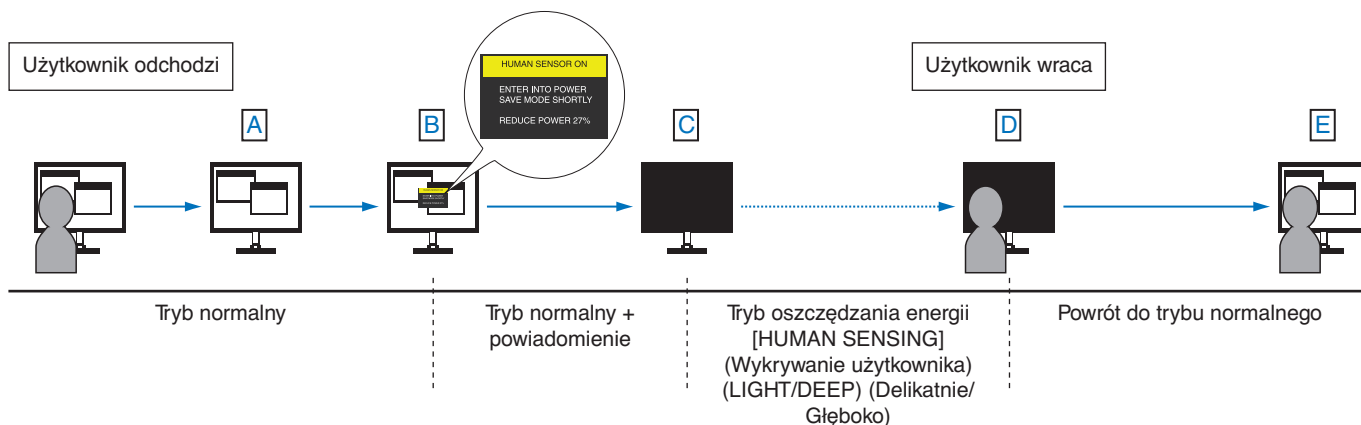 Użytkownik odchodzi
HUMAN SENSOR ON
ENTER INTO POWER
SAVE MODE SHORTLY
REDUCE POWER 27%
Użytkownik wraca
A
B
C
D
E
Tryb normalny
Tryb normalny +
powiadomienie
Tryb oszczędzania energii
[HUMAN SENSING]
(Wykrywanie użytkownika)
(LIGHT/DEEP) (Delikatnie/
Głęboko)
Powrót do trybu normalnego